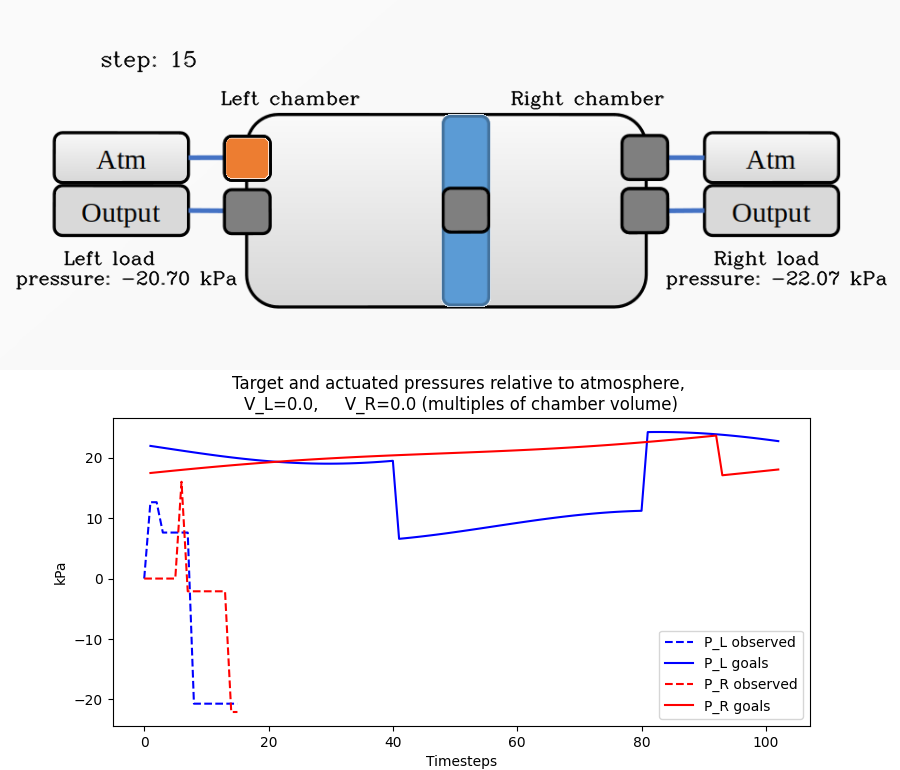 step: 15
Left chamber
Right chamber
Atm
Atm
Output
Output
Left load
pressure: −20.70 kPa
Right load
pressure: −22.07 kPa
Target and actuated pressures relative to atmosphere,
V_L=0.0, V_R=0.0 (multiples of chamber volume)
20
10
0
−10
−20
kPa
P_L observed
P_L goals
P_R observed
P_R goals
0 20 40 60 80 100
Timesteps